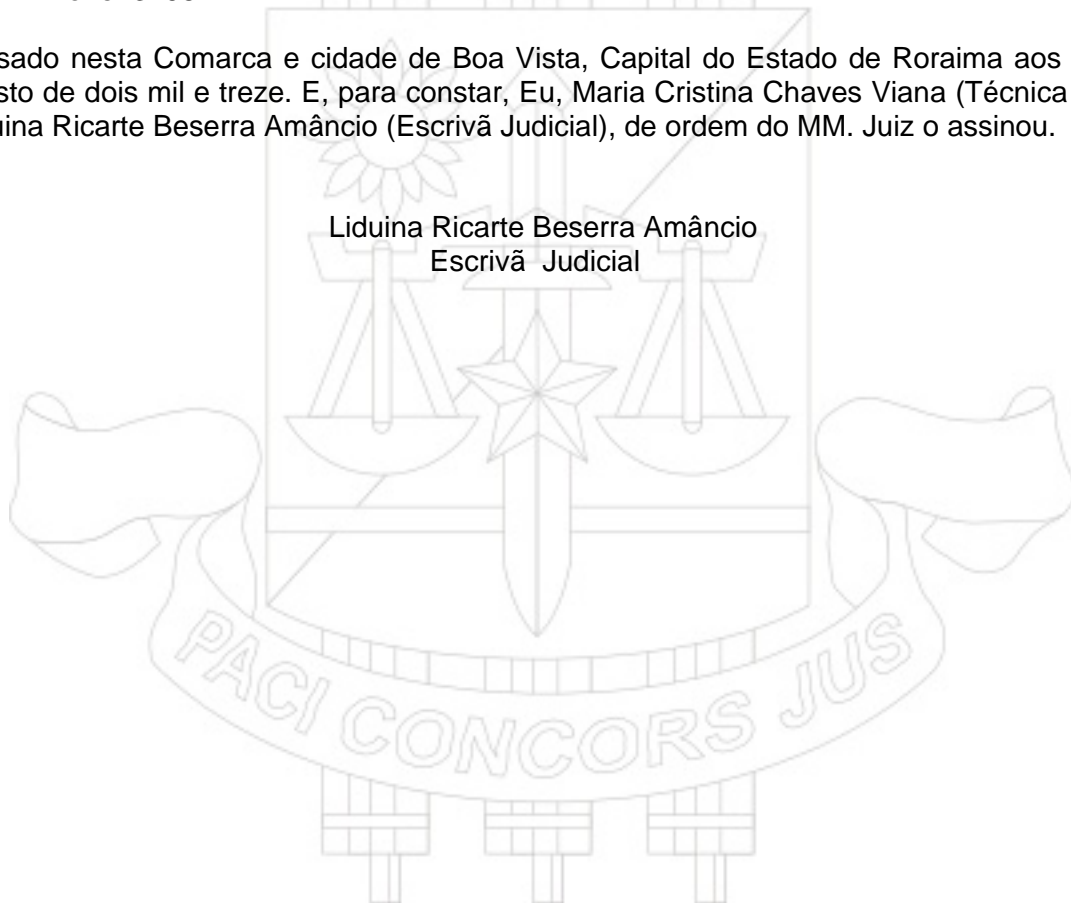 sado nesta Comarca e cidade de Boa Vista, Capital do Estado de Roraima aos
sto de dois mil e treze. E, para constar, Eu, Maria Cristina Chaves Viana (Técnica
uina Ricarte Beserra Amâncio (Escrivã Judicial), de ordem do MM. Juiz o assinou.
Liduina Ricarte Beserra Amâncio
Escrivã Judicial
PACI CONCORS JUS